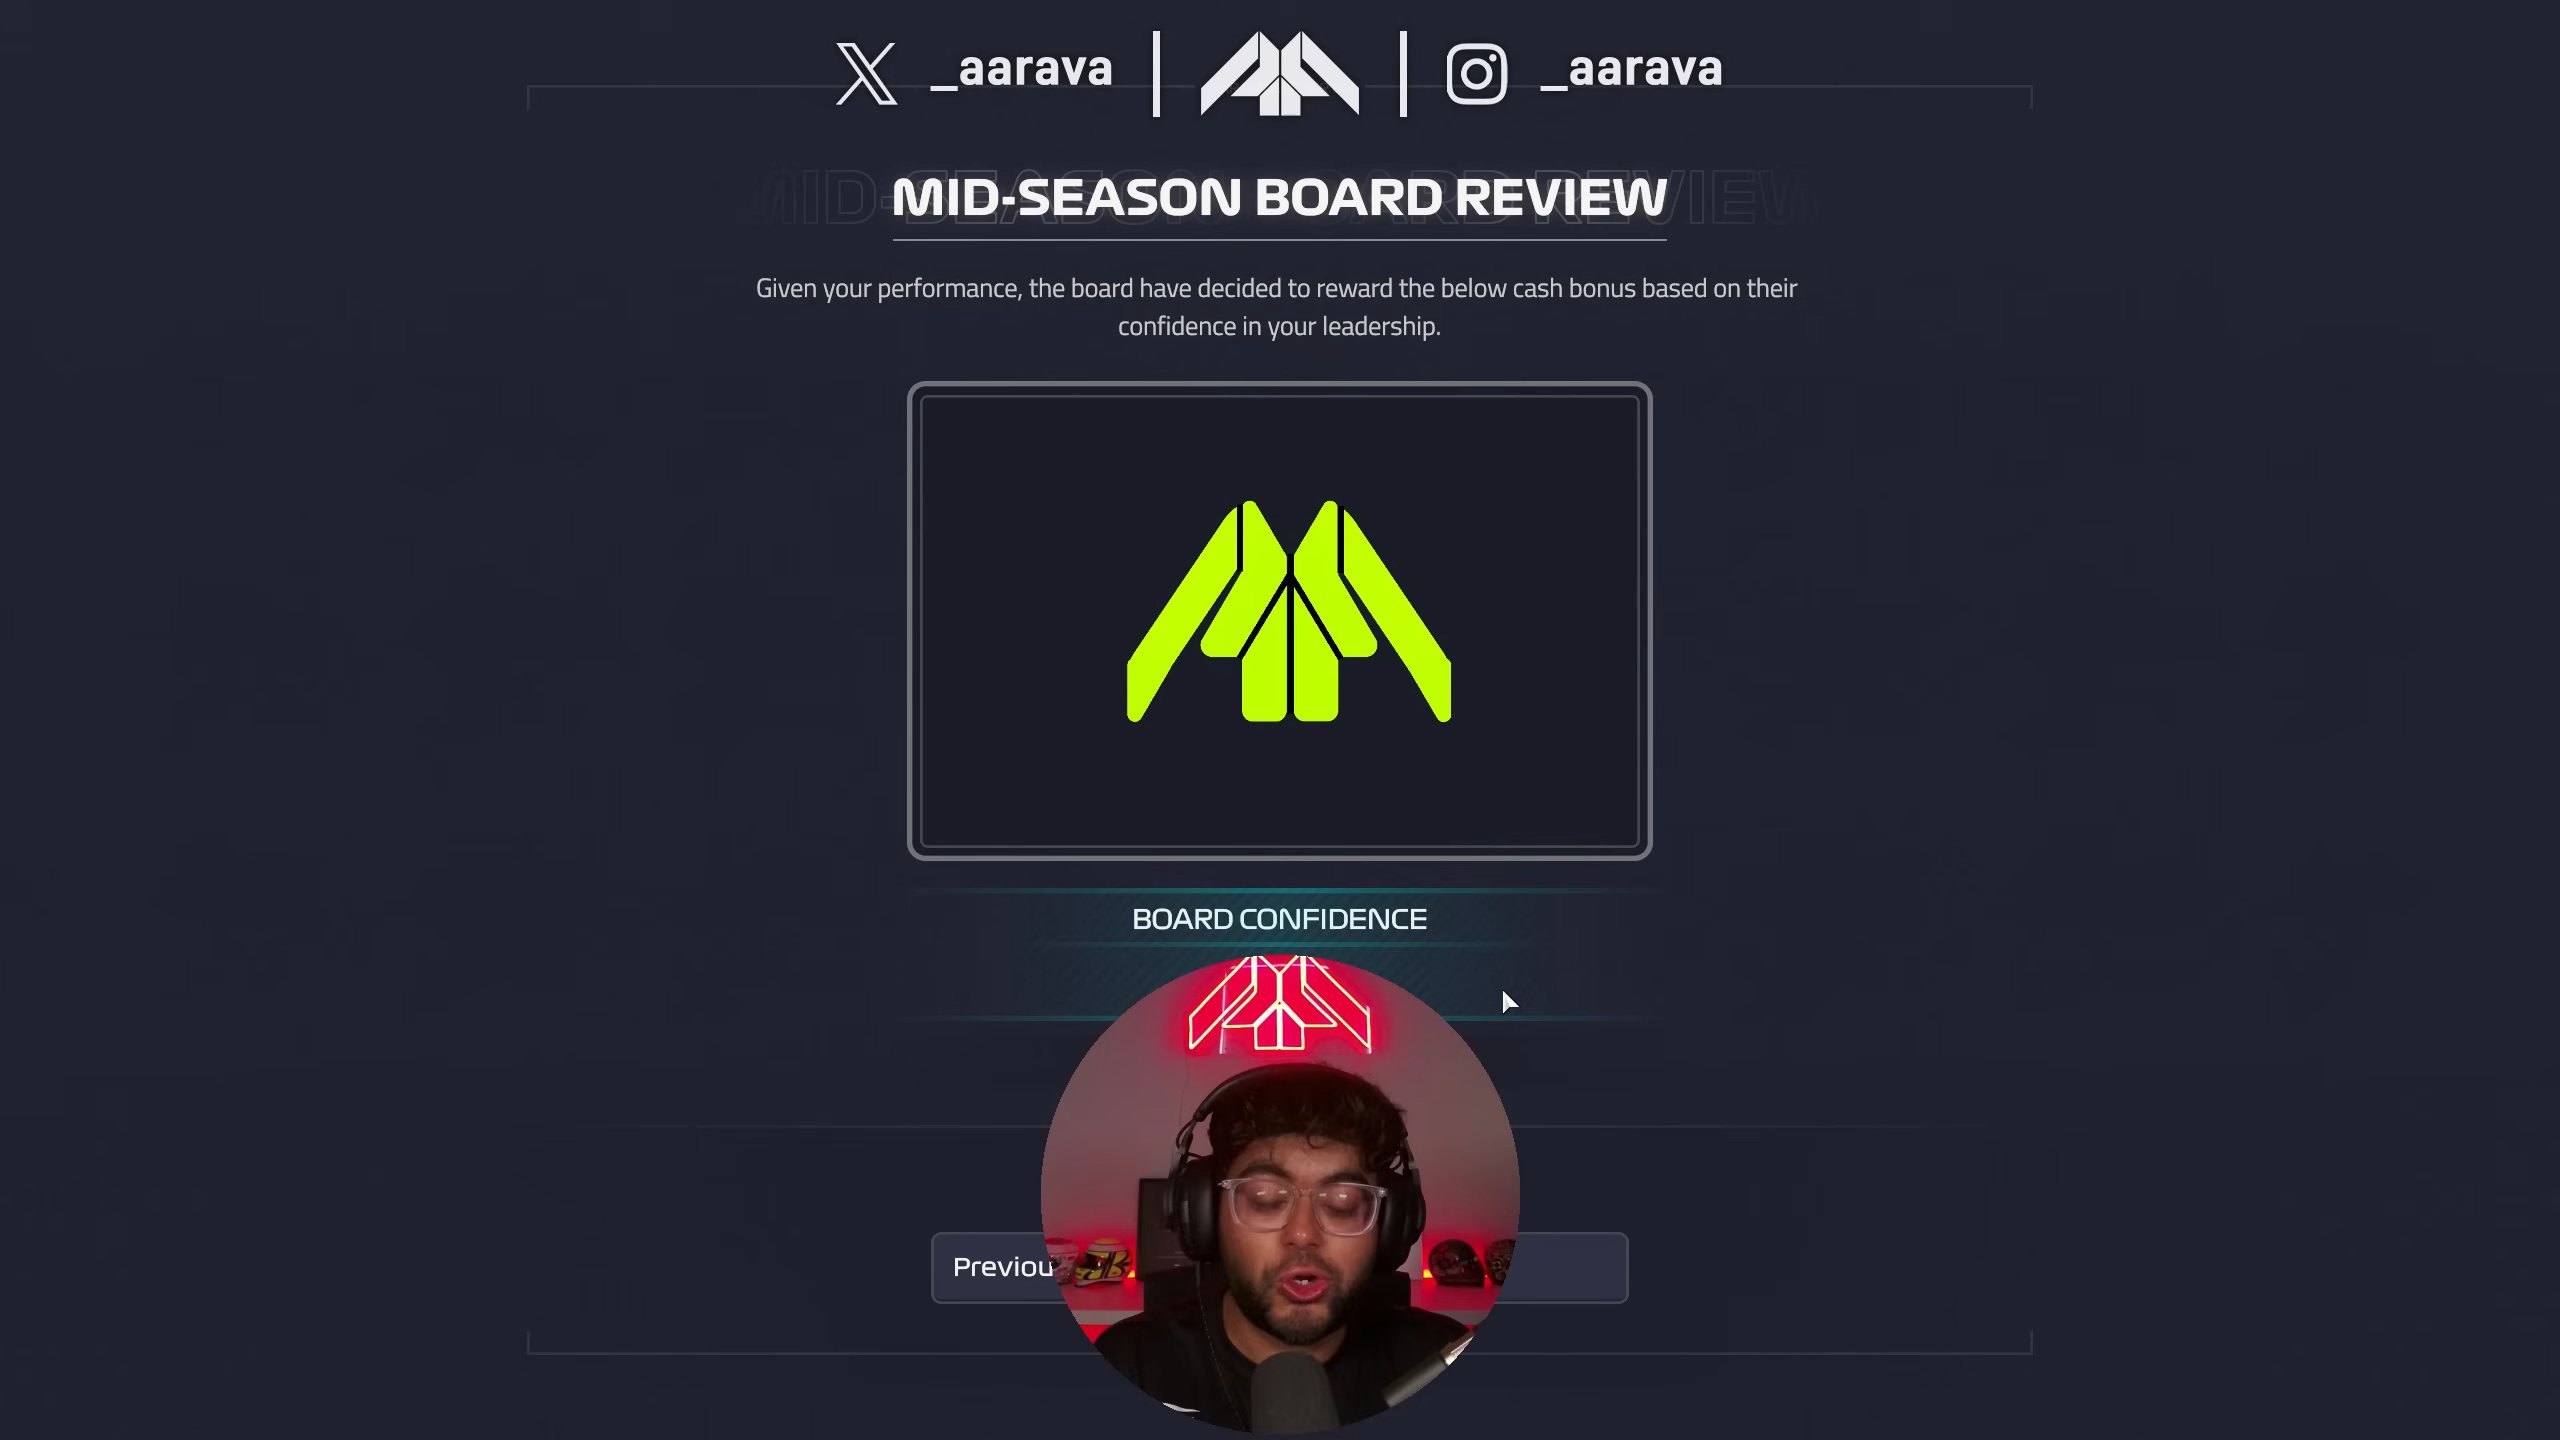 _aarava
_aarava
MID-SEASON BOARD REVIEW
Given your performance, the board have decided to reward the below cash bonus based on their
confidence in your leadership.
BOARD CONFIDENCE
Previou